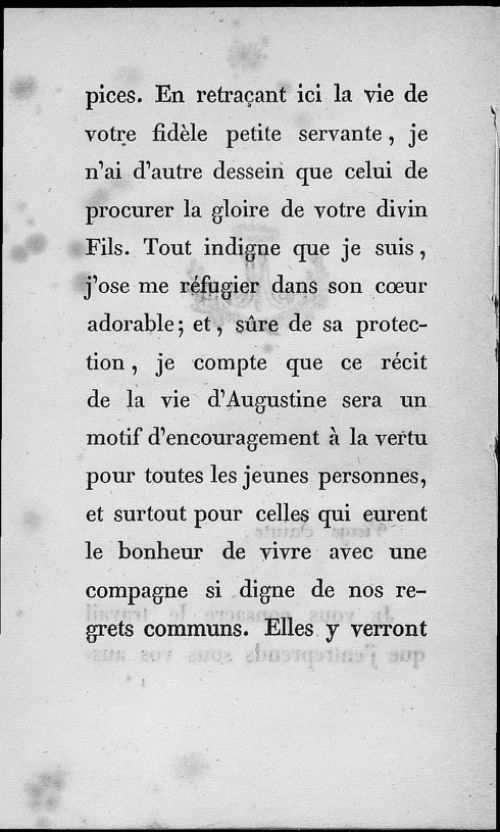 pices. En retraçant ici la vie de
votre fidèle petite servante, je
n'ai d'autre dessein que celui de
procurer la gloire de votre divin
Fils. Tout indigne que je suis,
j'ose me réfugier dans son cœur
adorable; et, sûre de sa protec-
tion, je compte que ce récit
de la vie d'Augustine sera un
motif d'encouragement à la vertu
pour toutes les jeunes personnes,
et surtout pour celles qui eurent
le bonheur de vivre avec une
compagne si digne de nos re-
grets communs. Elles y verront